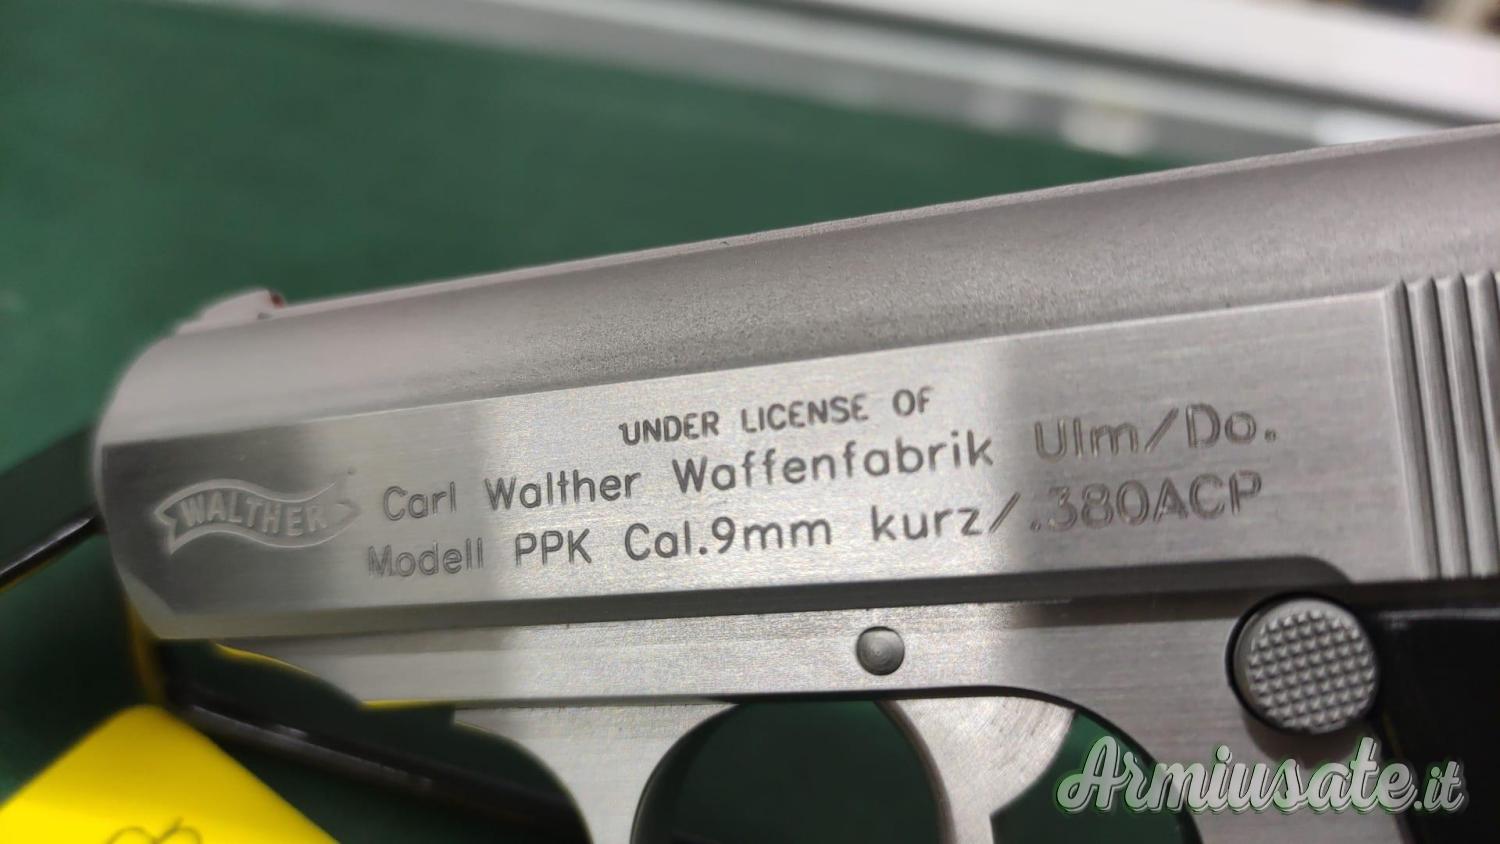 UNDER LICENSE OF
WALTHER Carl Walther Waffenfabrik Ulm/Do.
Modell PPK Cal.9mm kurz/.380ACP
Armiusate.it